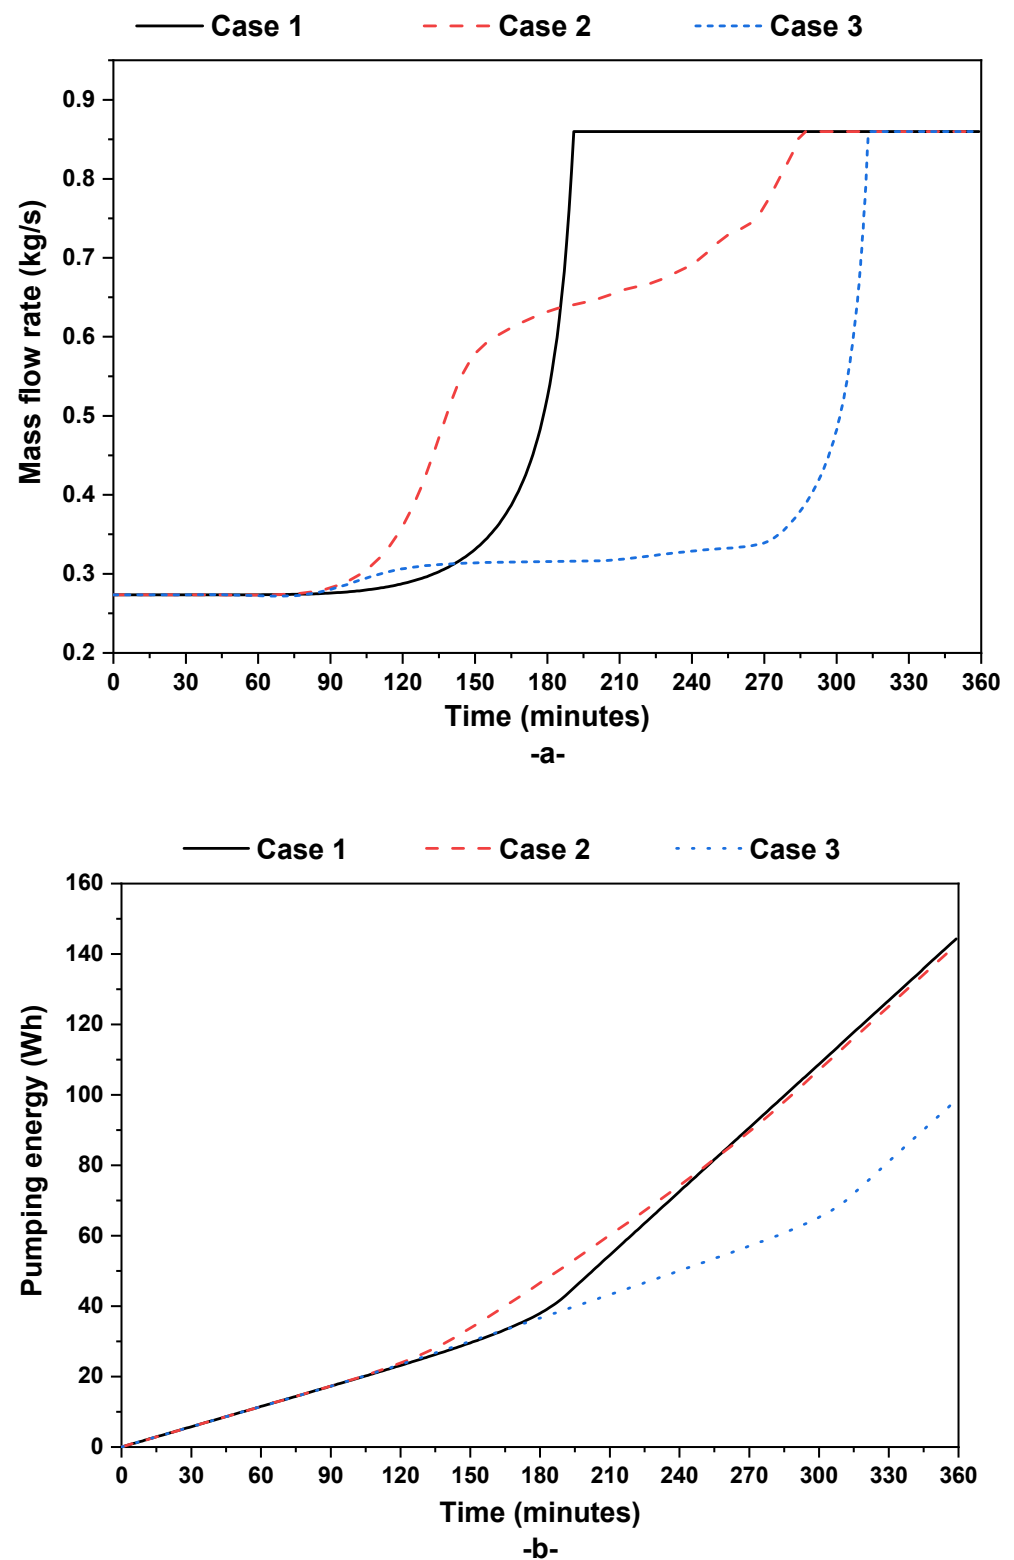 Case 1 Case 2 Case 3
Mass flow rate (kg/s)
0.9
0.8
0.7
0.6
0.5
0.4
0.3
0.2
0 30 60 90 120 150 180 210 240 270 300 330 360
Time (minutes)
-a-
Case 1 Case 2 Case 3
Pumping energy (Wh)
160
140
120
100
80
60
40
20
0
0 30 60 90 120 150 180 210 240 270 300 330 360
Time (minutes)
-b-